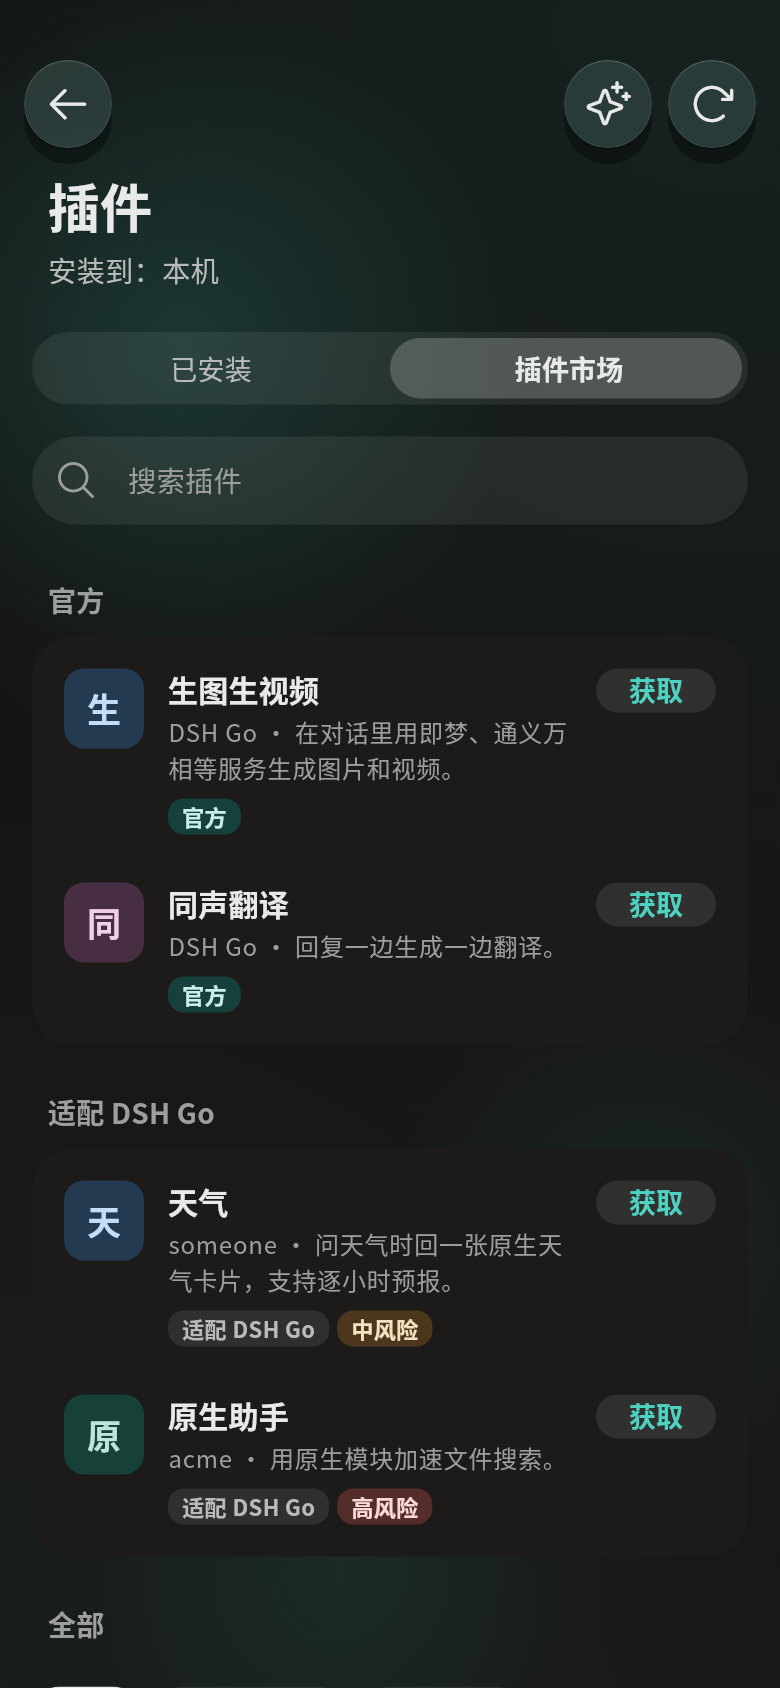 插件
安装到：本机
已安装
插件市场
搜索插件
官方
生
生图生视频
获取
DSH Go · 在对话里用即梦、通义万
相等服务生成图片和视频。
官方
同
同声翻译
获取
DSH Go · 回复一边生成一边翻译。
官方
适配 DSH Go
天
天气
获取
someone · 问天气时回一张原生天
气卡片，支持逐小时预报。
适配 DSH Go
中风险
原
原生助手
获取
acme · 用原生模块加速文件搜索。
适配 DSH Go
高风险
全部